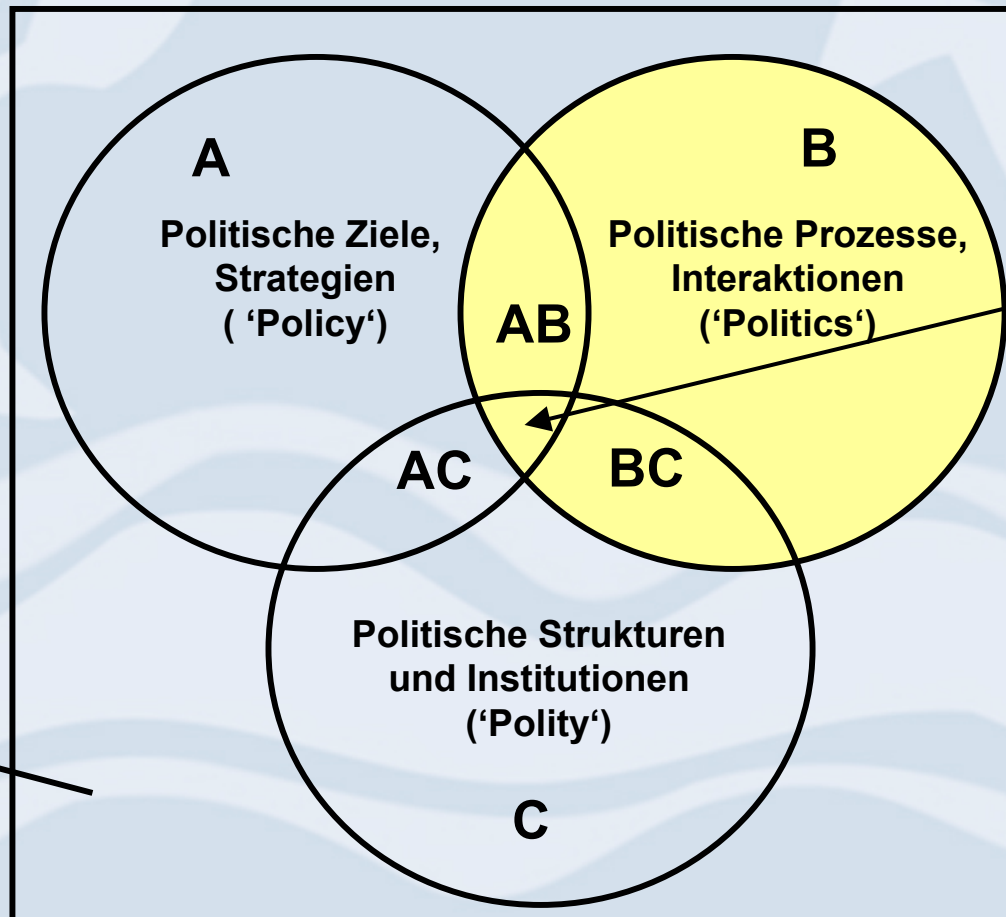 A
Politische Ziele,
Strategien
( ‘Policy‘)
B
Politische Prozesse,
Interaktionen
(‘Politics‘)
AB
AC
BC
Politische Strukturen
und Institutionen
(‘Polity‘)
C